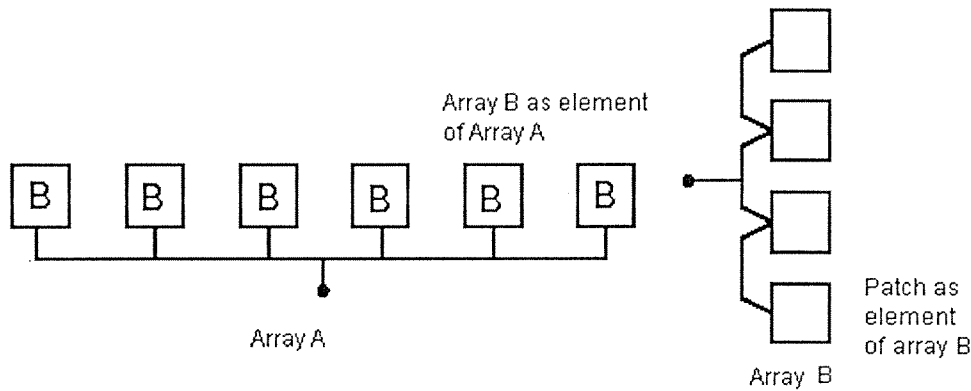 Array B as element
of Array A
B B B B B B
Array A
Patch as
element
of array B
Array B